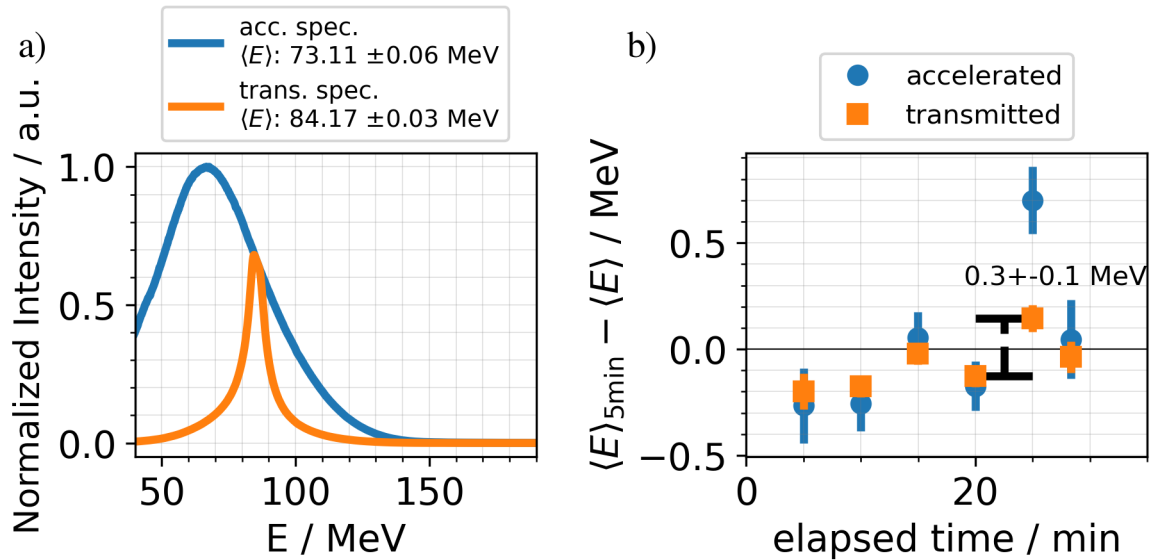 a)
acc. spec.
⟨E⟩: 73.11 ±0.06 MeV
trans. spec.
⟨E⟩: 84.17 ±0.03 MeV
Normalized Intensity / a.u.
1.0
0.5
0.0
50
100
150
E / MeV
b)
accelerated
transmitted
⟨E⟩5min − ⟨E⟩ / MeV
0.5
0.0
−0.5
0.3+-0.1 MeV
0
20
elapsed time / min